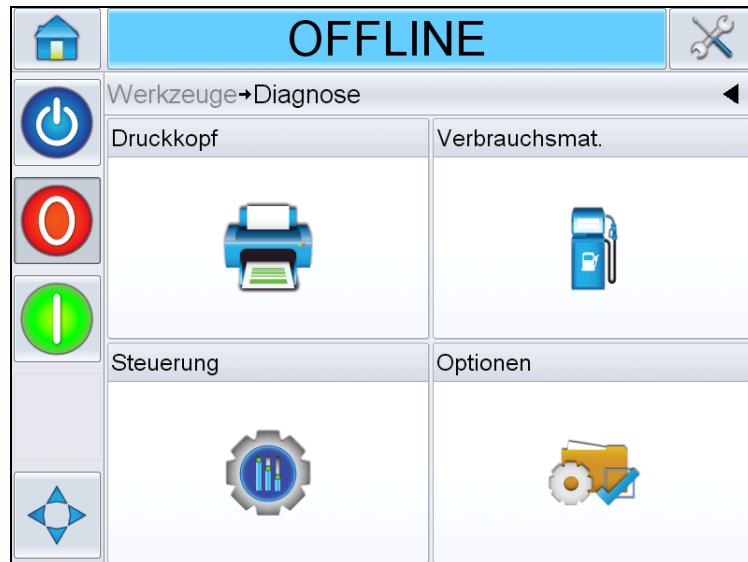 OFFLINE
Werkzeuge→Diagnose
Druckkopf
Verbrauchsmat.
Steuerung
Optionen